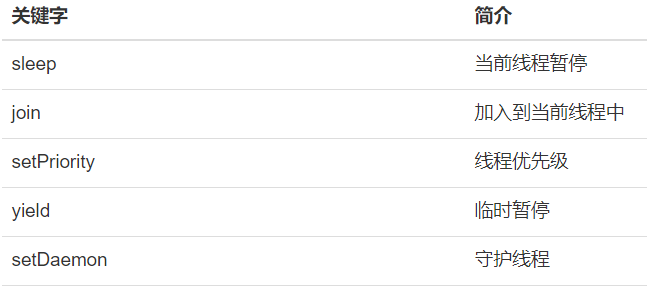 关键字 简介
sleep 当前线程暂停
join 加入到当前线程中
setPriority 线程优先级
yield 临时暂停
setDaemon 守护线程